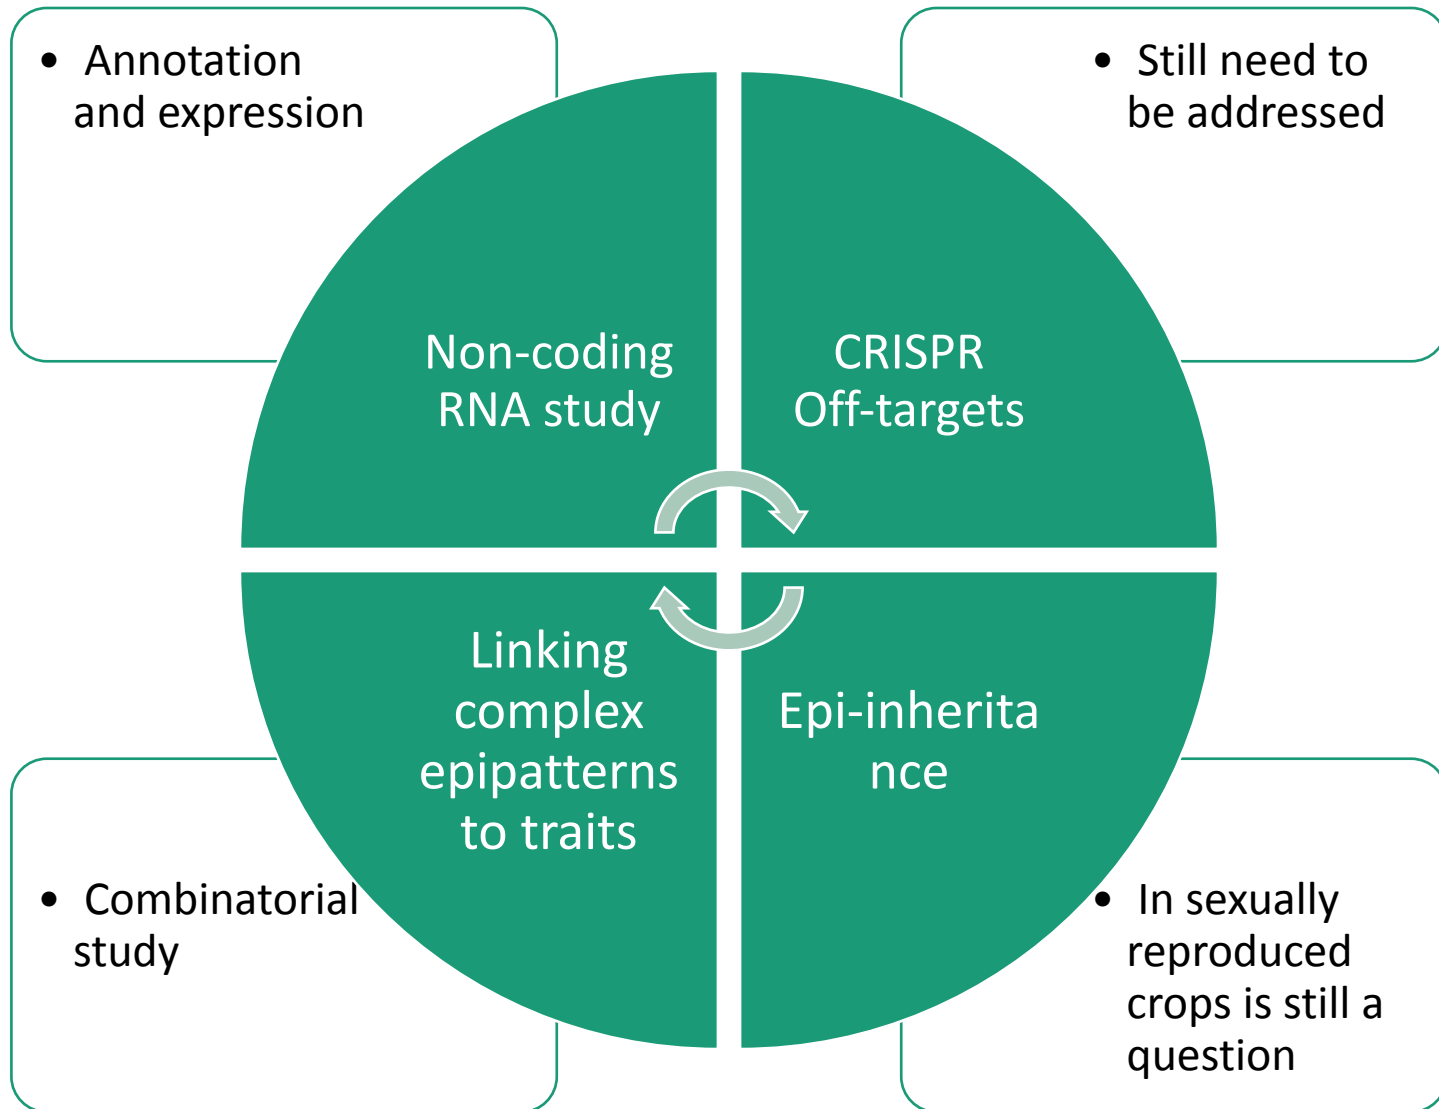 • Annotation
and expression
• Still need to
be addressed
Non-coding
RNA study
CRISPR
Off-targets
Linking
complex
epipatterns
to traits
Epi-inherita
nce
• Combinatorial
study
• In sexually
reproduced
crops is still a
question